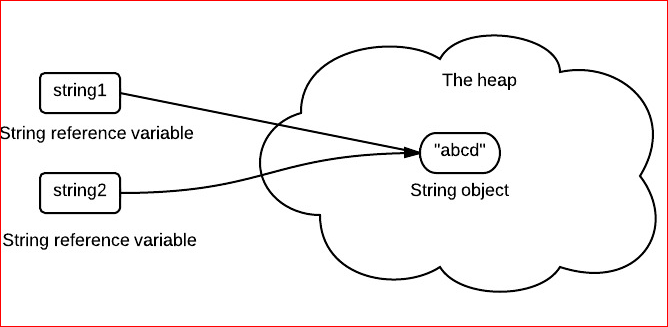 string1
String reference variable
string2
String reference variable
The heap
"abcd"
String object